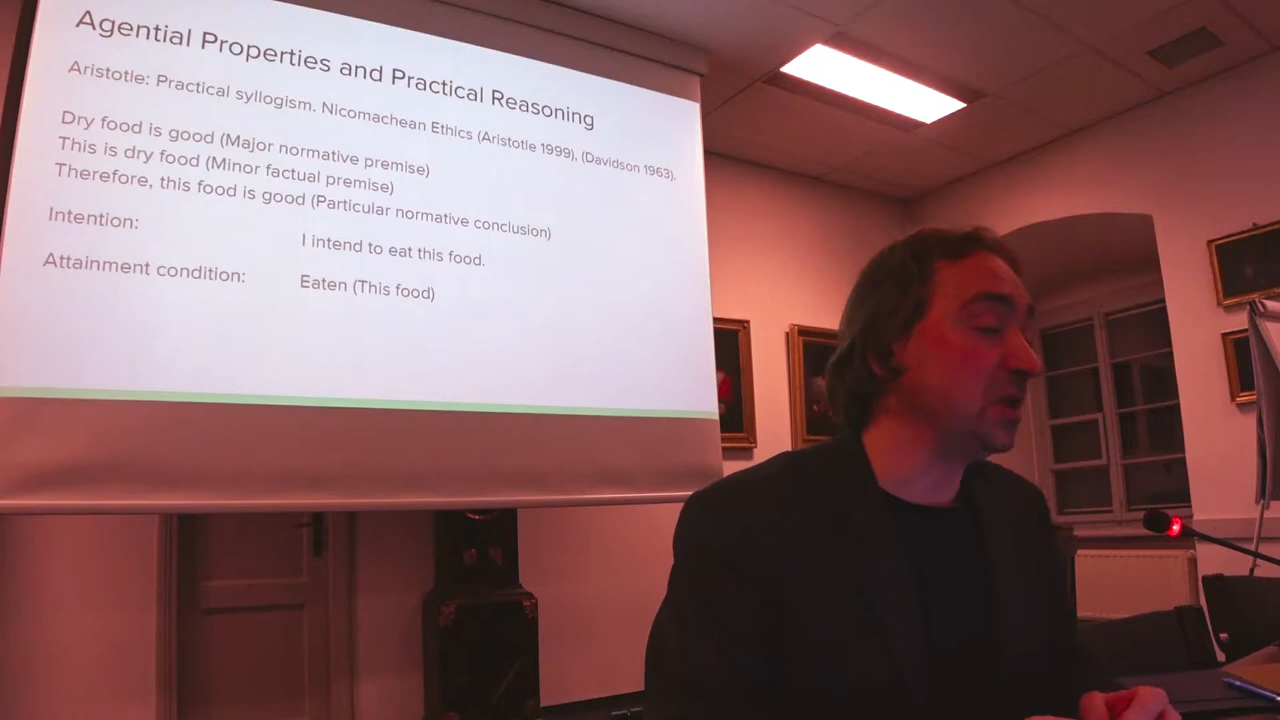 Agential Properties and Practical Reasoning
Aristotle: Practical syllogism. Nicomachean Ethics (Aristotle 1999), (Davidson 1963).
Dry food is good (Major normative premise)
This is dry food (Minor factual premise)
Therefore, this food is good (Particular normative conclusion)
Intention: I intend to eat this food.
Attainment condition: Eaten (This food)